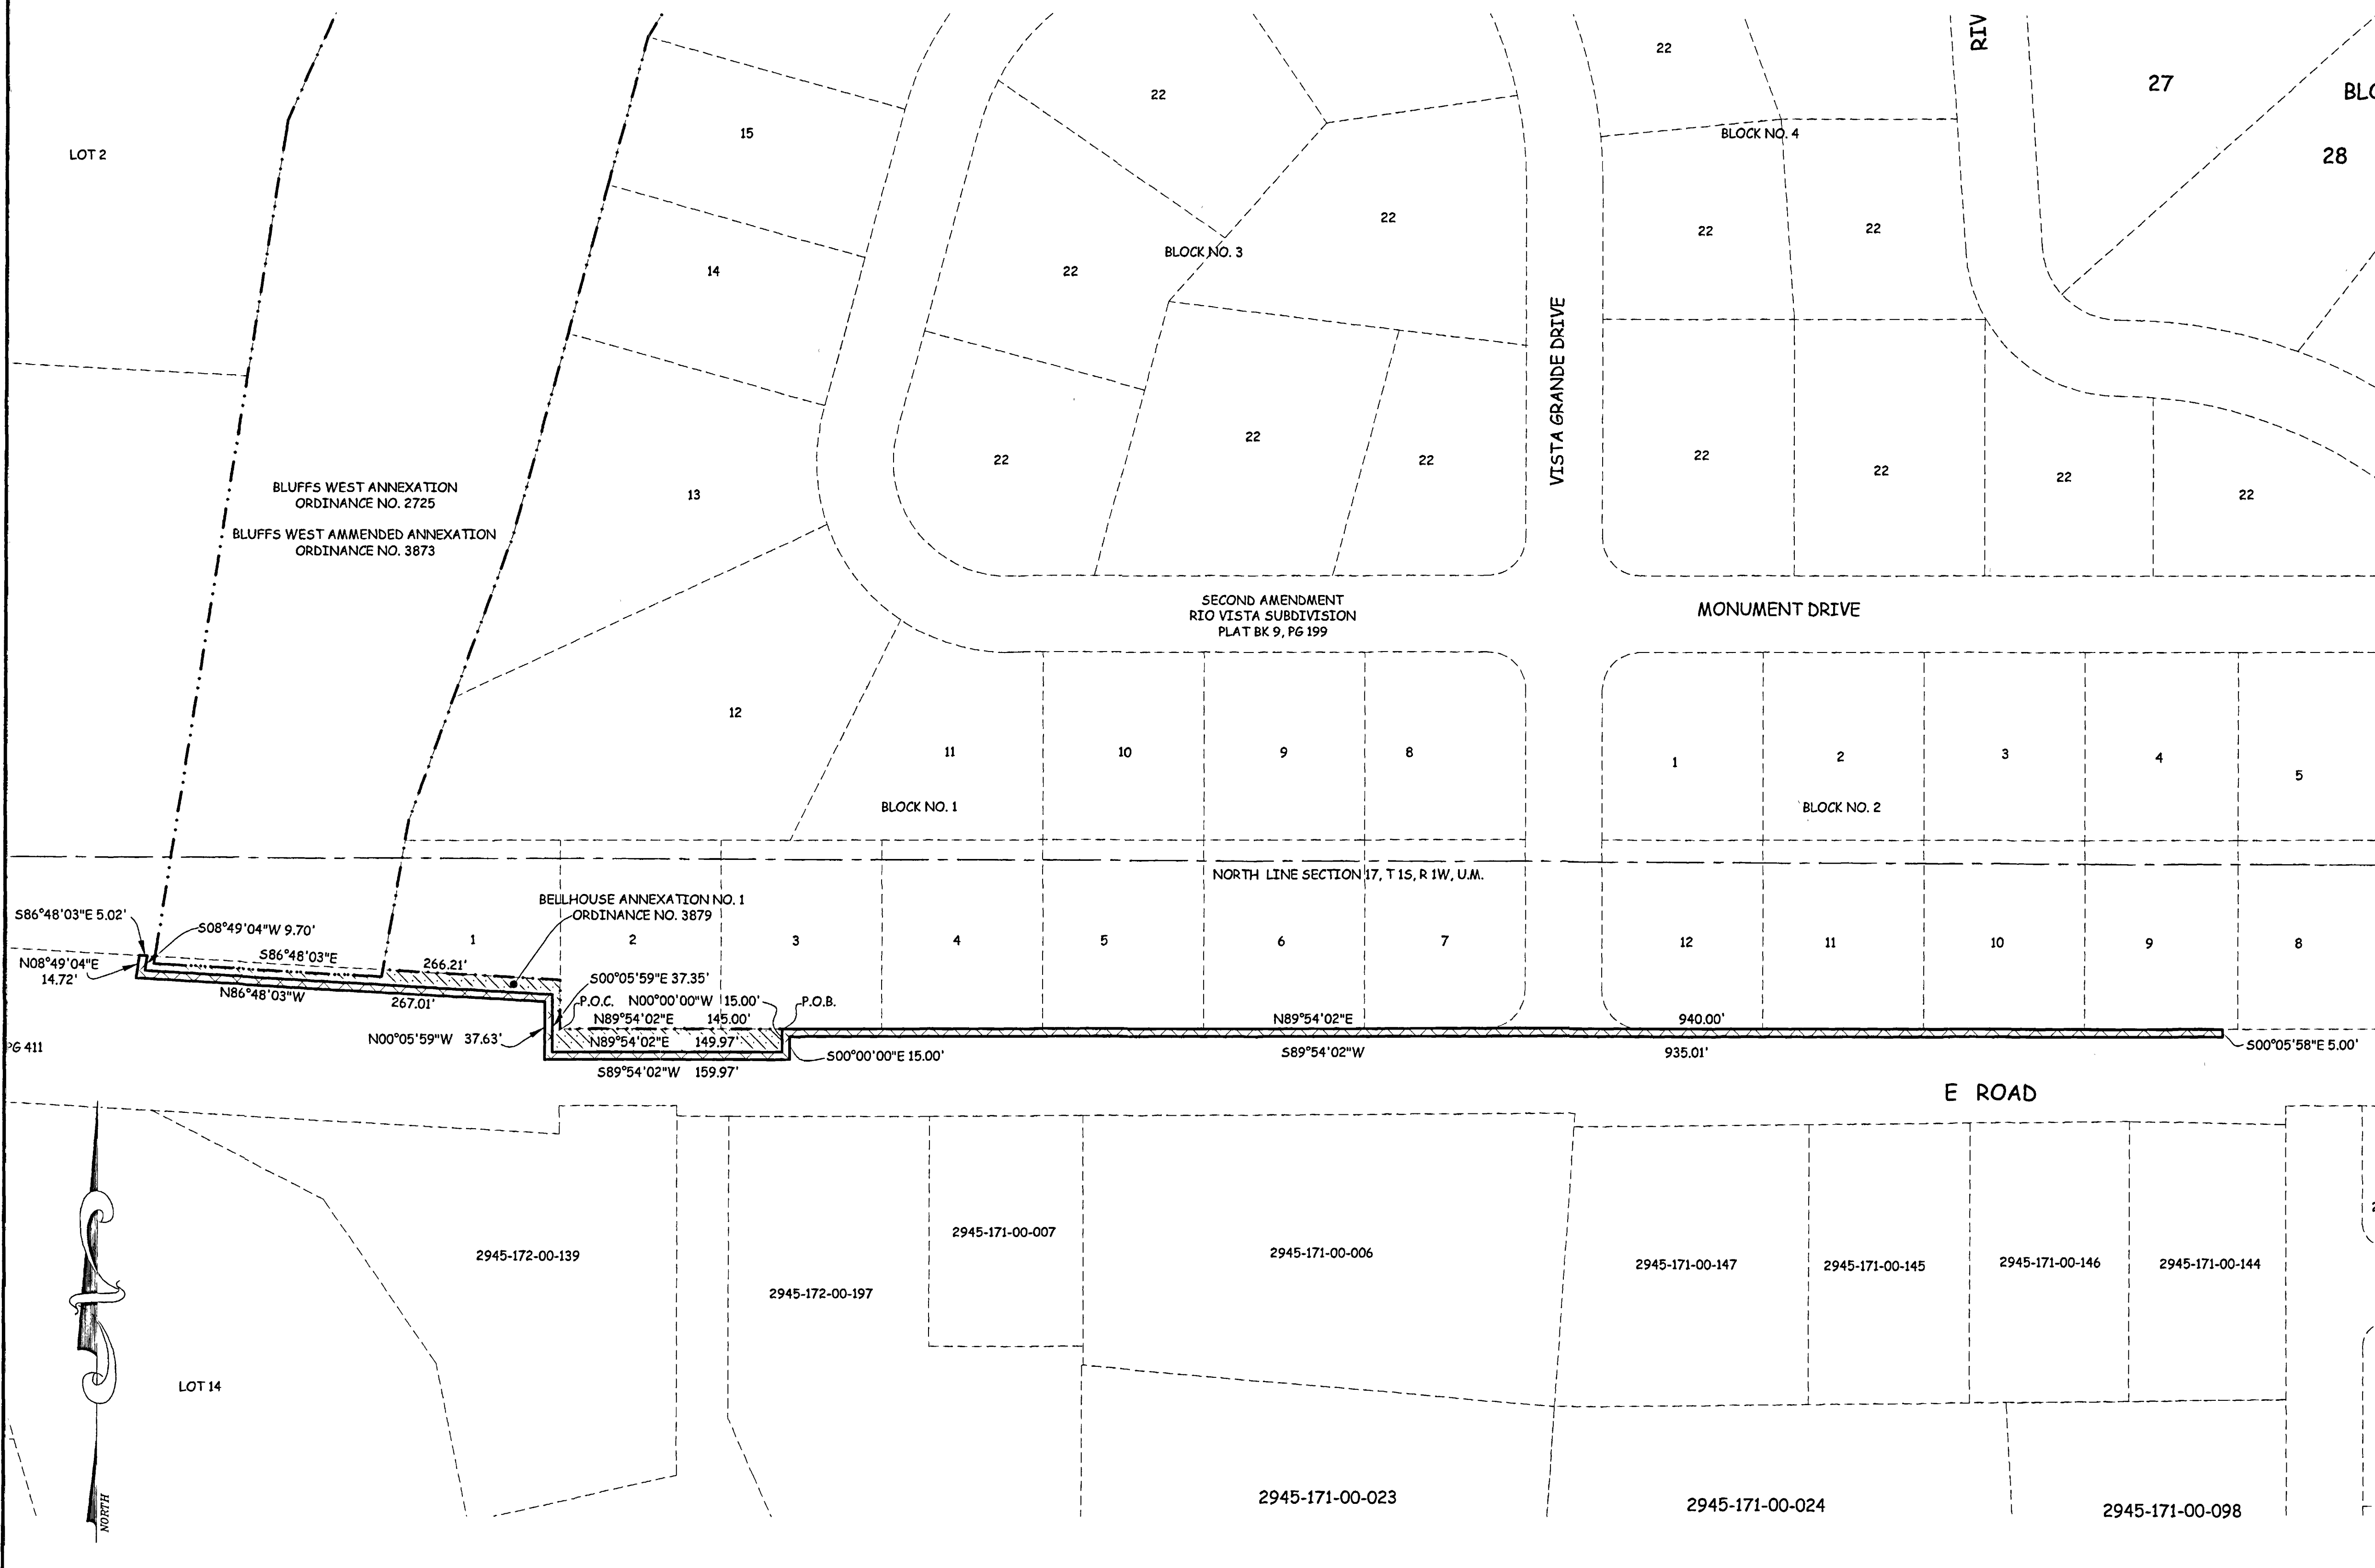 RIV
22
27
BLO
22
15
BLOCK NO. 4
LOT 2
28
22
22
22
BLOCK NO. 3
14
22
VISTA GRANDE DRIVE
22
22
22
22
22
22
22
13
22
BLUFFS WEST ANNEXATION
ORDINANCE NO. 2725
BLUFFS WEST AMMENDED ANNEXATION
ORDINANCE NO. 3873
SECOND AMENDMENT
RIO VISTA SUBDIVISION
PLAT BK 9, PG 199
MONUMENT DRIVE
12
11
10
9
8
1
2
3
4
5
BLOCK NO. 1
BLOCK NO. 2
NORTH LINE SECTION 17, T 1S, R 1W, U.M.
BELLHOUSE ANNEXATION NO. 1
ORDINANCE NO. 3879
S86°48'03"E 5.02'
S08°49'04"W 9.70'
1
2
3
4
5
6
7
12
11
10
9
8
S86°48'03"E
266.21'
N08°49'04"E
14.72'
S00°05'59"E 37.35'
N86°48'03"W
267.01'
P.O.C.
N00°00'00"W 15.00'
P.O.B.
N89°54'02"E 145.00'
N89°54'02"E
940.00'
N00°05'59"W 37.63'
N89°54'02"E 149.97'
PG 411
S00°00'00"E 15.00'
S89°54'02"W
935.01'
S00°05'58"E 5.00'
S89°54'02"W 159.97'
E ROAD
2945-172-00-139
2945-171-00-007
2945-171-00-006
2945-171-00-147
2945-171-00-145
2945-171-00-146
2945-171-00-144
2945-172-00-197
LOT 14
2945-171-00-023
2945-171-00-024
2945-171-00-098
NORTH